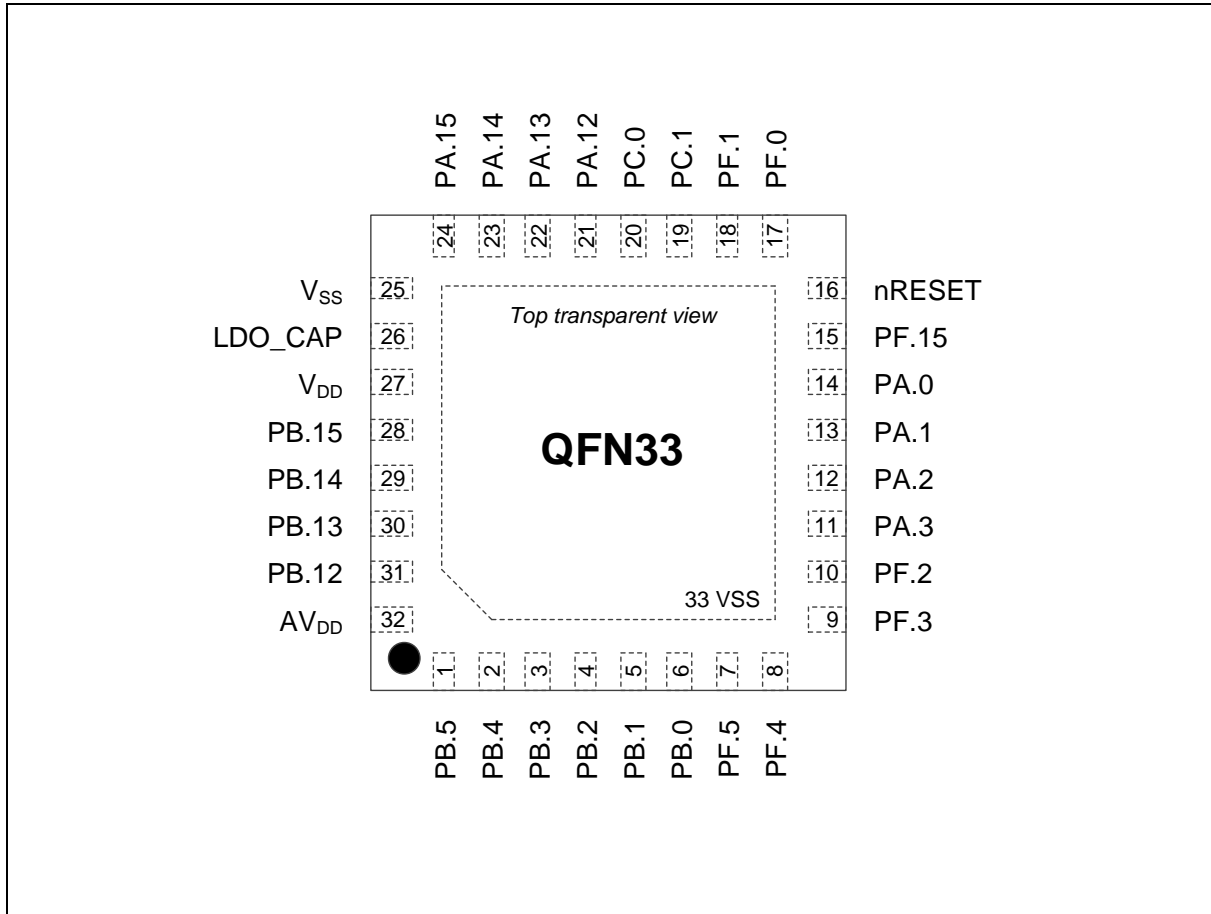 PA.15
PA.14
PA.13
PA.12
PC.0
PC.1
PF.1
PF.0
24
23
22
21
20
19
18
17
VSS 25
LDO_CAP 26
VDD 27
PB.15 28
PB.14 29
PB.13 30
PB.12 31
AVDD 32
Top transparent view
QFN33
33 VSS
16 nRESET
15 PF.15
14 PA.0
13 PA.1
12 PA.2
11 PA.3
10 PF.2
9 PF.3
1
2
3
4
5
6
7
8
PB.5
PB.4
PB.3
PB.2
PB.1
PB.0
PF.5
PF.4